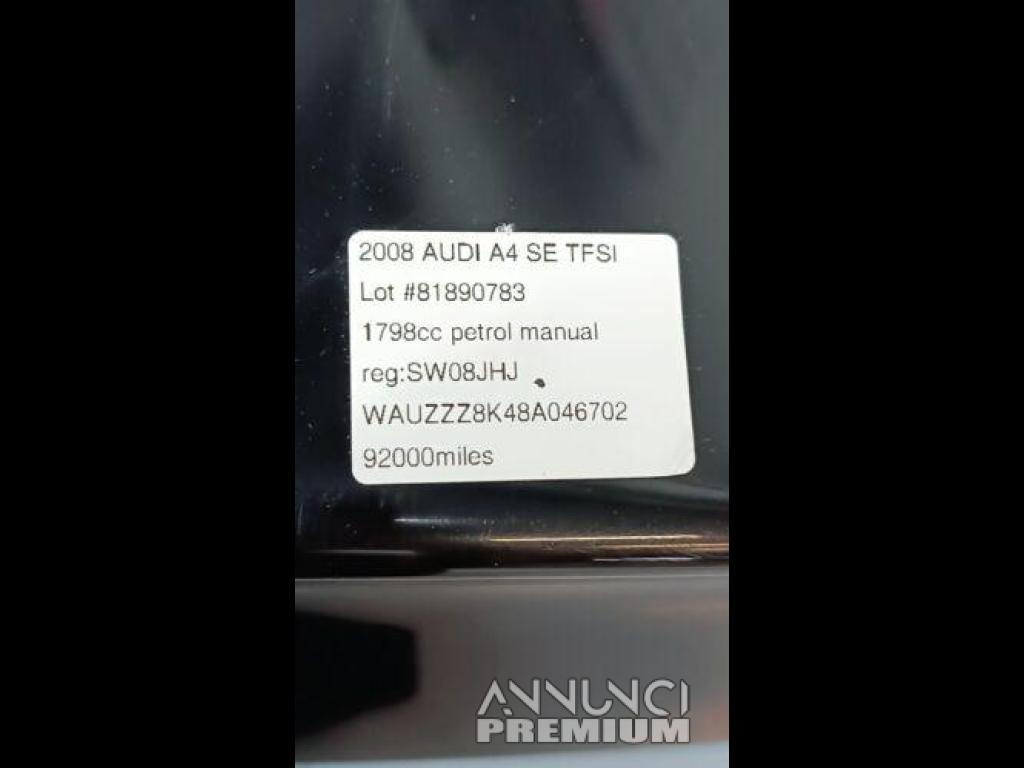 2008 AUDI A4 SE TFSI
Lot #81890783
1798cc petrol manual
reg:SW08JHJ
WAUZZZ8K48A046702
92000miles
ANNUNCI
PREMIUM